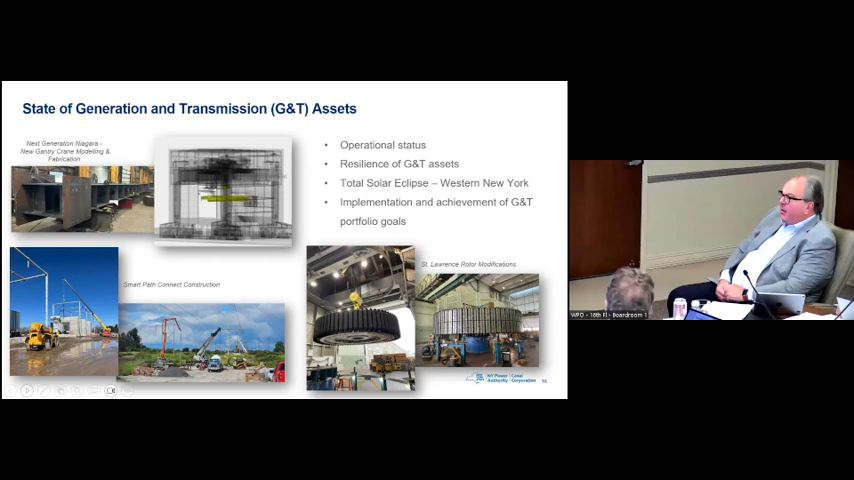 State of Generation and Transmission (G&T) Assets
Next Generation Niagara -
New Gantry Crane Modelling &
Fabrication
• Operational status
• Resilience of G&T assets
• Total Solar Eclipse – Western New York
• Implementation and achievement of G&T
portfolio goals
Smart Path Connect Construction
St. Lawrence Rotor Modifications
NY Power
Authority
Canal
Corporation
WPO - 16th Fl - Boardroom 1